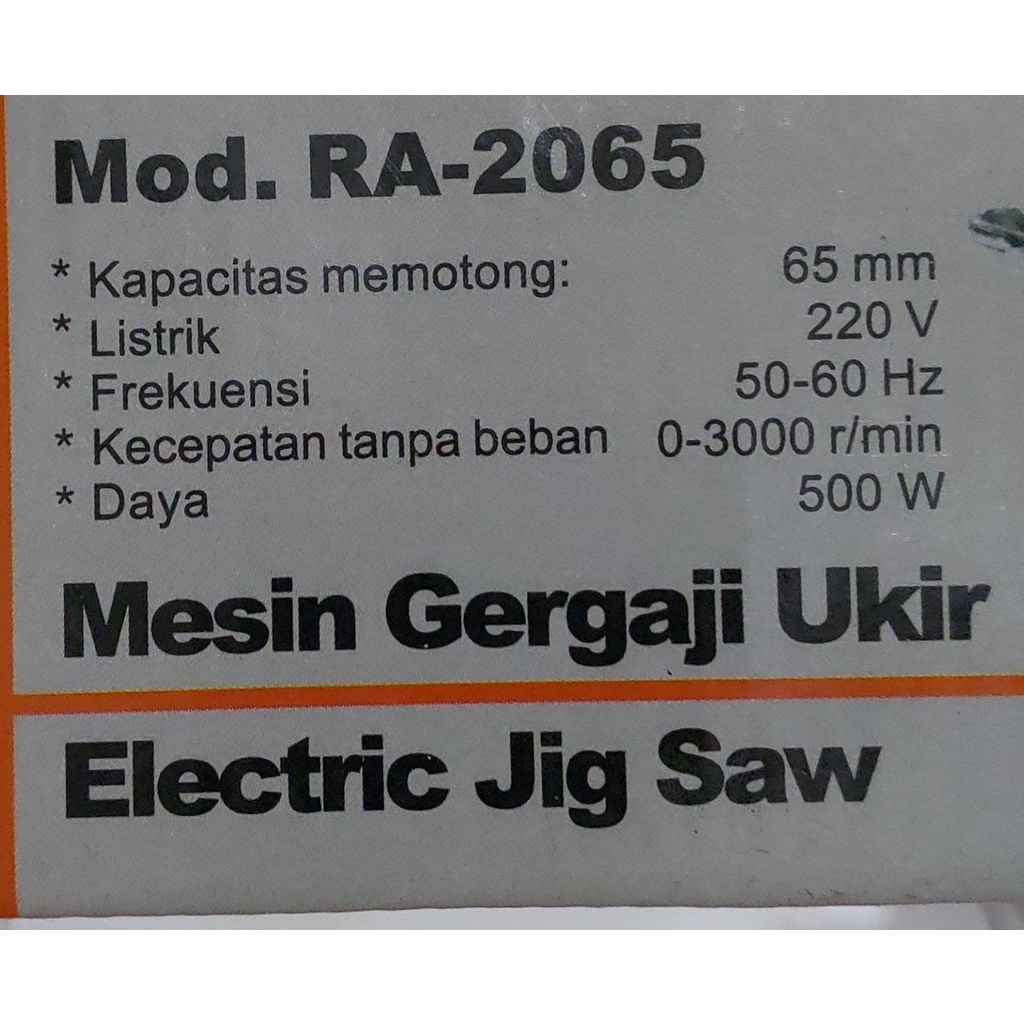 Mod. RA-2065
* Kapacitas memotong: 65 mm
* Listrik 220 V
* Frekuensi 50-60 Hz
* Kecepatan tanpa beban 0-3000 r/min
* Daya 500 W
Mesin Gergaji Ukir
Electric Jig Saw